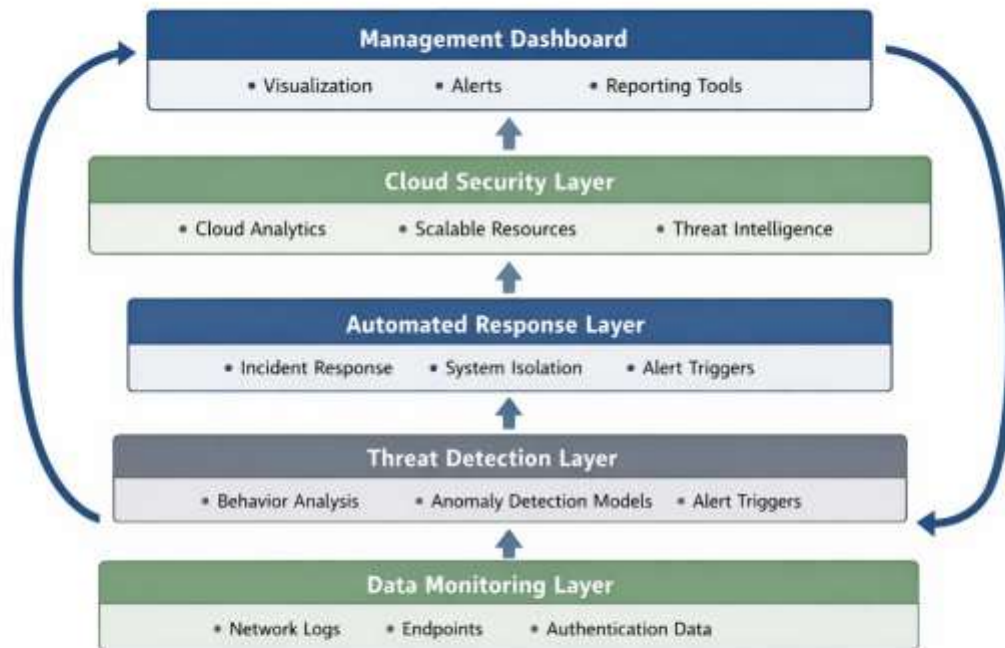 Management Dashboard
• Visualization • Alerts • Reporting Tools
Cloud Security Layer
• Cloud Analytics • Scalable Resources • Threat Intelligence
Automated Response Layer
• Incident Response • System Isolation • Alert Triggers
Threat Detection Layer
• Behavior Analysis • Anomaly Detection Models • Alert Triggers
Data Monitoring Layer
• Network Logs • Endpoints • Authentication Data